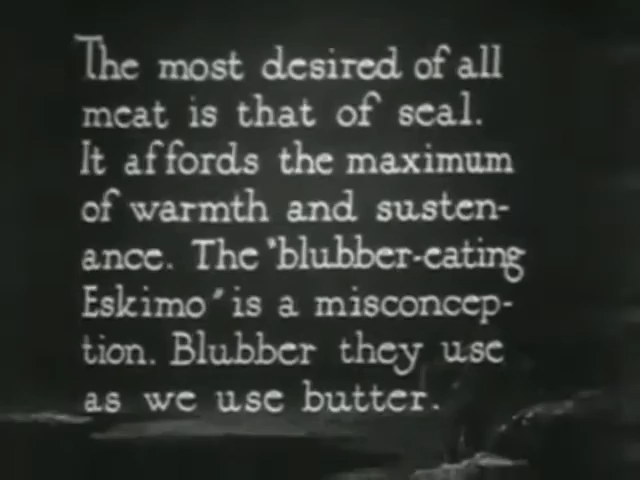 The most desired of all
meat is that of seal.
It affords the maximum
of warmth and susten-
ance. The "blubber-eating
Eskimo" is a misconcep-
tion. Blubber they use
as we use butter.